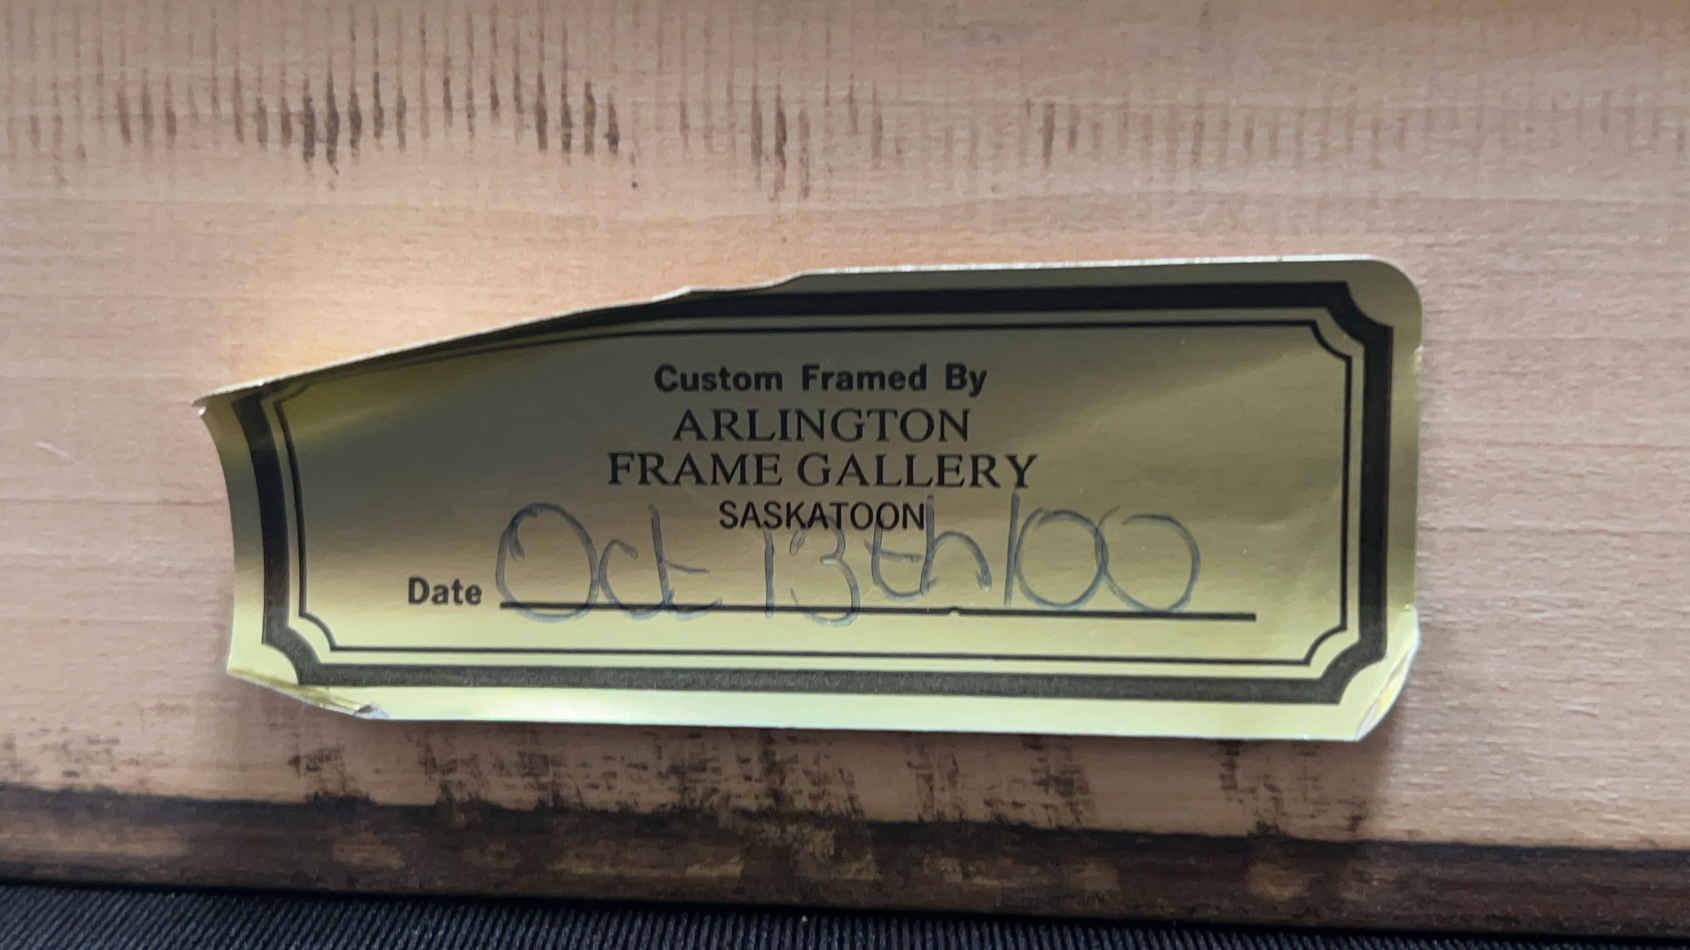 Custom Framed By
ARLINGTON
FRAME GALLERY
SASKATOON
Date Oct 13th/00